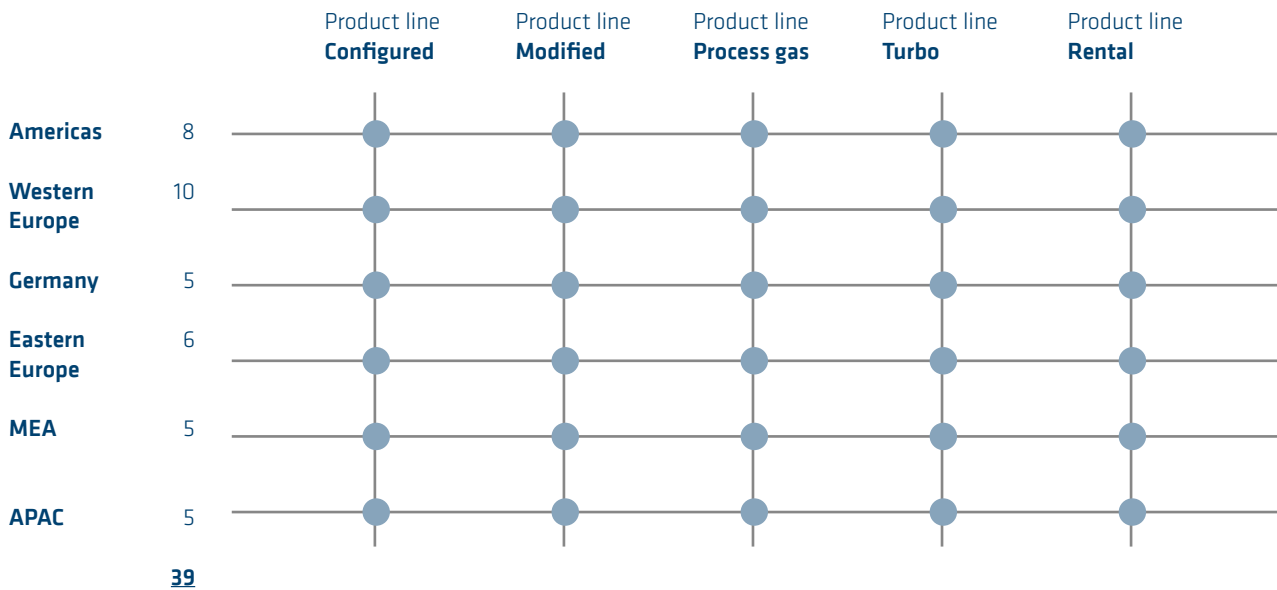 Product line
Configured
Product line
Modified
Product line
Process gas
Product line
Turbo
Product line
Rental
Americas 8
Western 10
Europe
Germany 5
Eastern 6
Europe
MEA 5
APAC 5
39